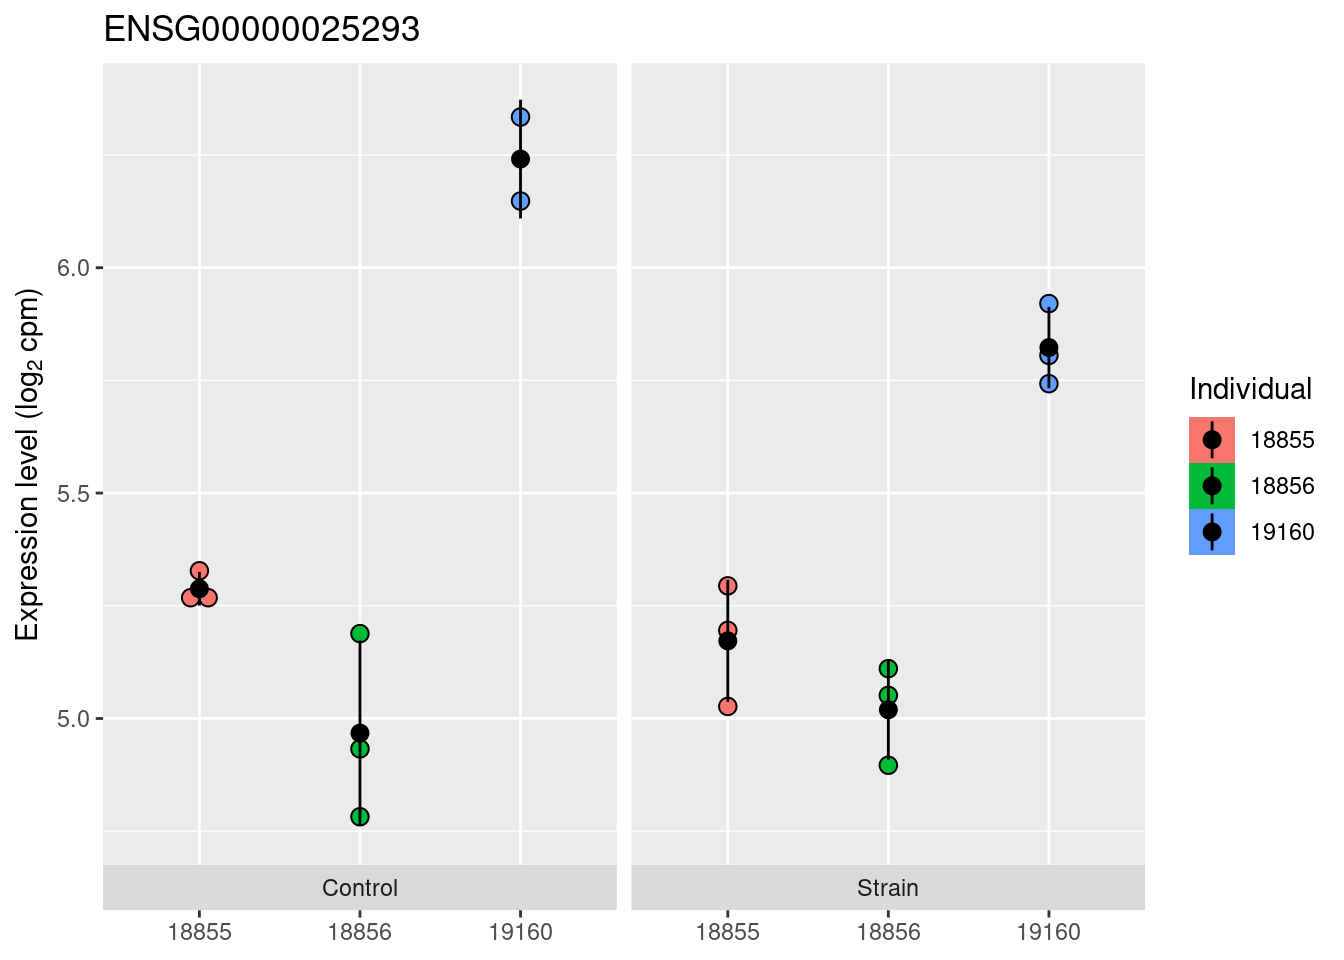 ENSG00000025293
Expression level (log₂ cpm)
6.0
5.5
5.0
Control
Strain
18855
18856
19160
18855
18856
19160
Individual
18855
18856
19160